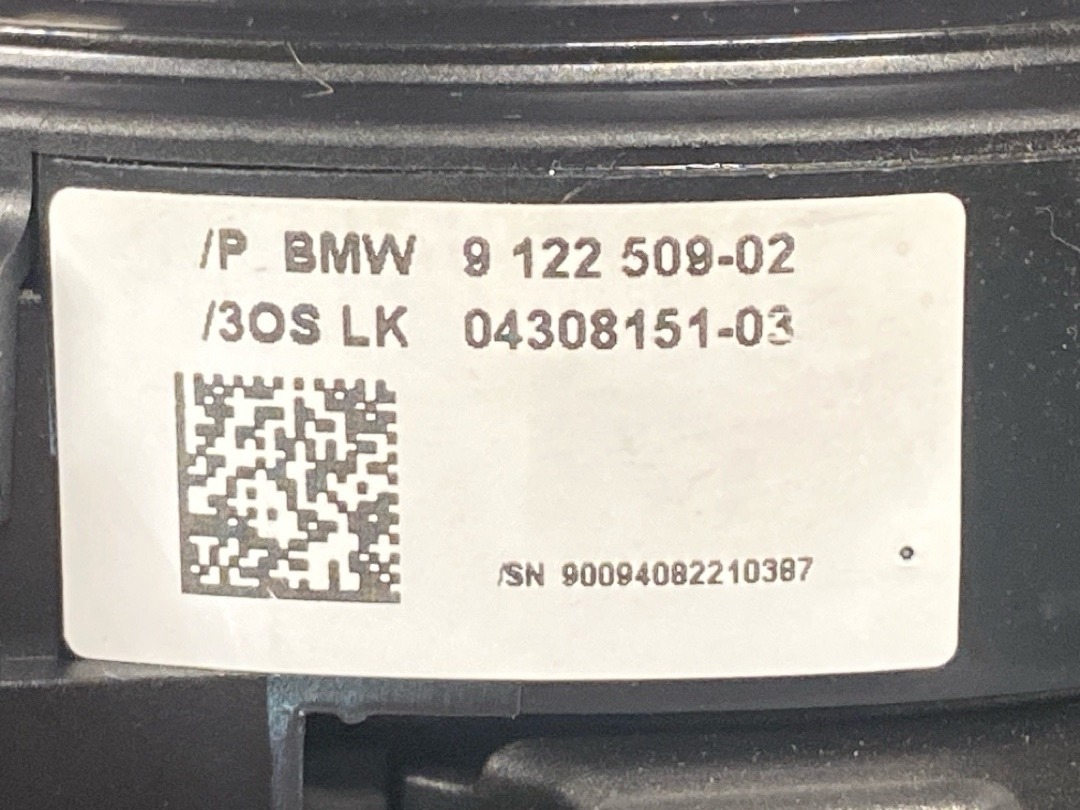 /P BMW 9 122 509-02
/3OS LK 04308151-03
/SN 90094082210387